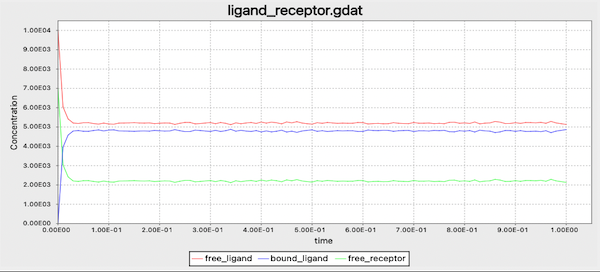 ligand_receptor.gdat
1.00E04
9.00E03
8.00E03
7.00E03
6.00E03
5.00E03
4.00E03
3.00E03
2.00E03
1.00E03
0.00E00
Concentration
0.00E00 1.00E-01 2.00E-01 3.00E-01 4.00E-01 5.00E-01 6.00E-01 7.00E-01 8.00E-01 9.00E-01 1.00E00
time
free_ligand bound_ligand free_receptor